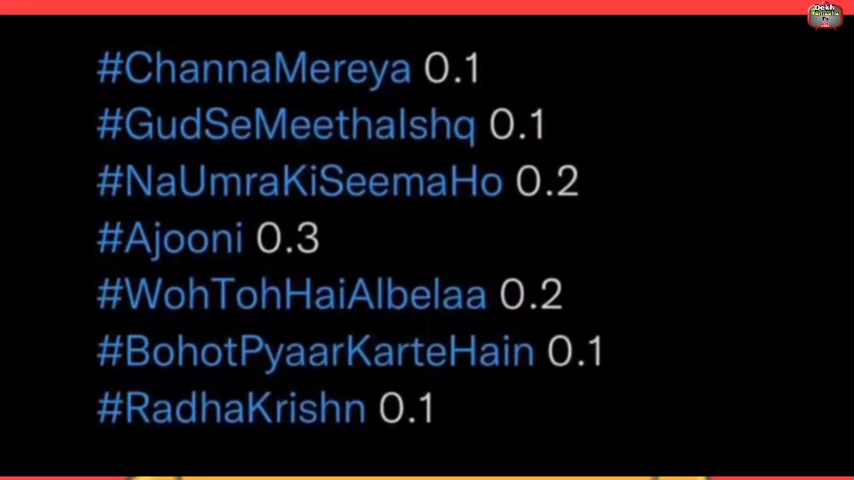 Dekh
#ChannaMereya 0.1
#GudSeMeethaIshq 0.1
#NaUmraKiSeemaHo 0.2
#Ajooni 0.3
#WohTohHaiAlbelaa 0.2
#BohotPyaarKarteHain 0.1
#RadhaKrishn 0.1